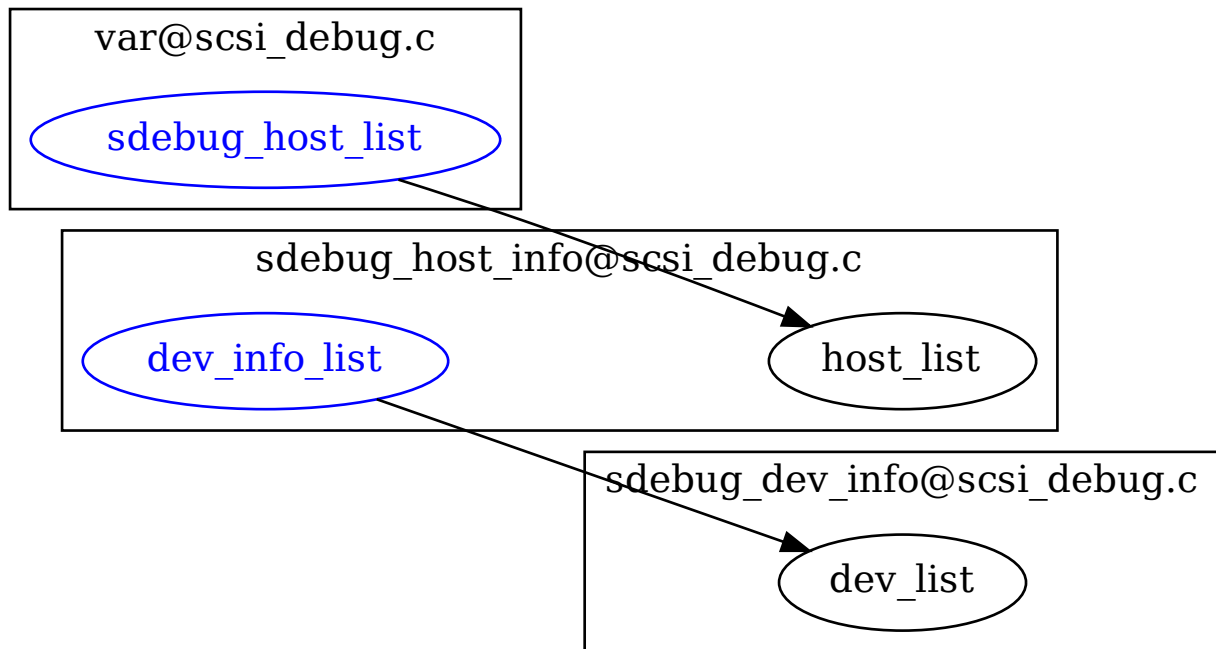 var@scsi_debug.c
sdebug_host_list
sdebug_host_info@scsi_debug.c
dev_info_list
host_list
sdebug_dev_info@scsi_debug.c
dev_list